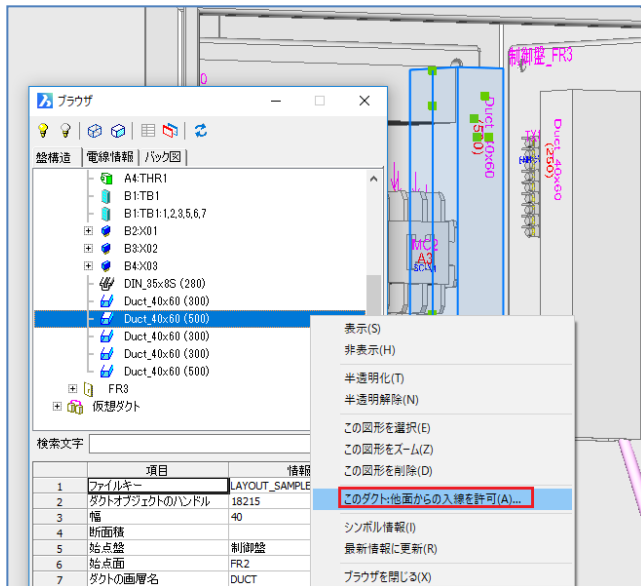 制御盤_FR3
ブラウザ
盤構造
電線情報
バック図
A4:THR1
B1:TB1
B1:TB1:1,2,3,5,6,7
B2:X01
B3:X02
B4:X03
DIN_35x8S (280)
Duct_40x60 (300)
Duct_40x60 (500)
Duct_40x60 (300)
Duct_40x60 (300)
Duct_40x60 (500)
FR3
仮想ダクト
検索文字
項目 情報
1 ファイルキー LAYOUT_SAMPLE
2 ダクトオブジェクトのハンドル 18215
3 幅 40
4 断面積
5 始点盤 制御盤
6 始点面 FR2
7 ダクトの画層名 DUCT
表示(S)
非表示(H)
半透明化(T)
半透明解除(N)
この図形を選択(E)
この図形をズーム(Z)
この図形を削除(D)
このダクト:他面からの入線を許可(A)...
シンボル情報(I)
最新情報に更新(R)
ブラウザを閉じる(X)
Duct_40x60
(500)
Duct_40x60
(250)
MC2
A3